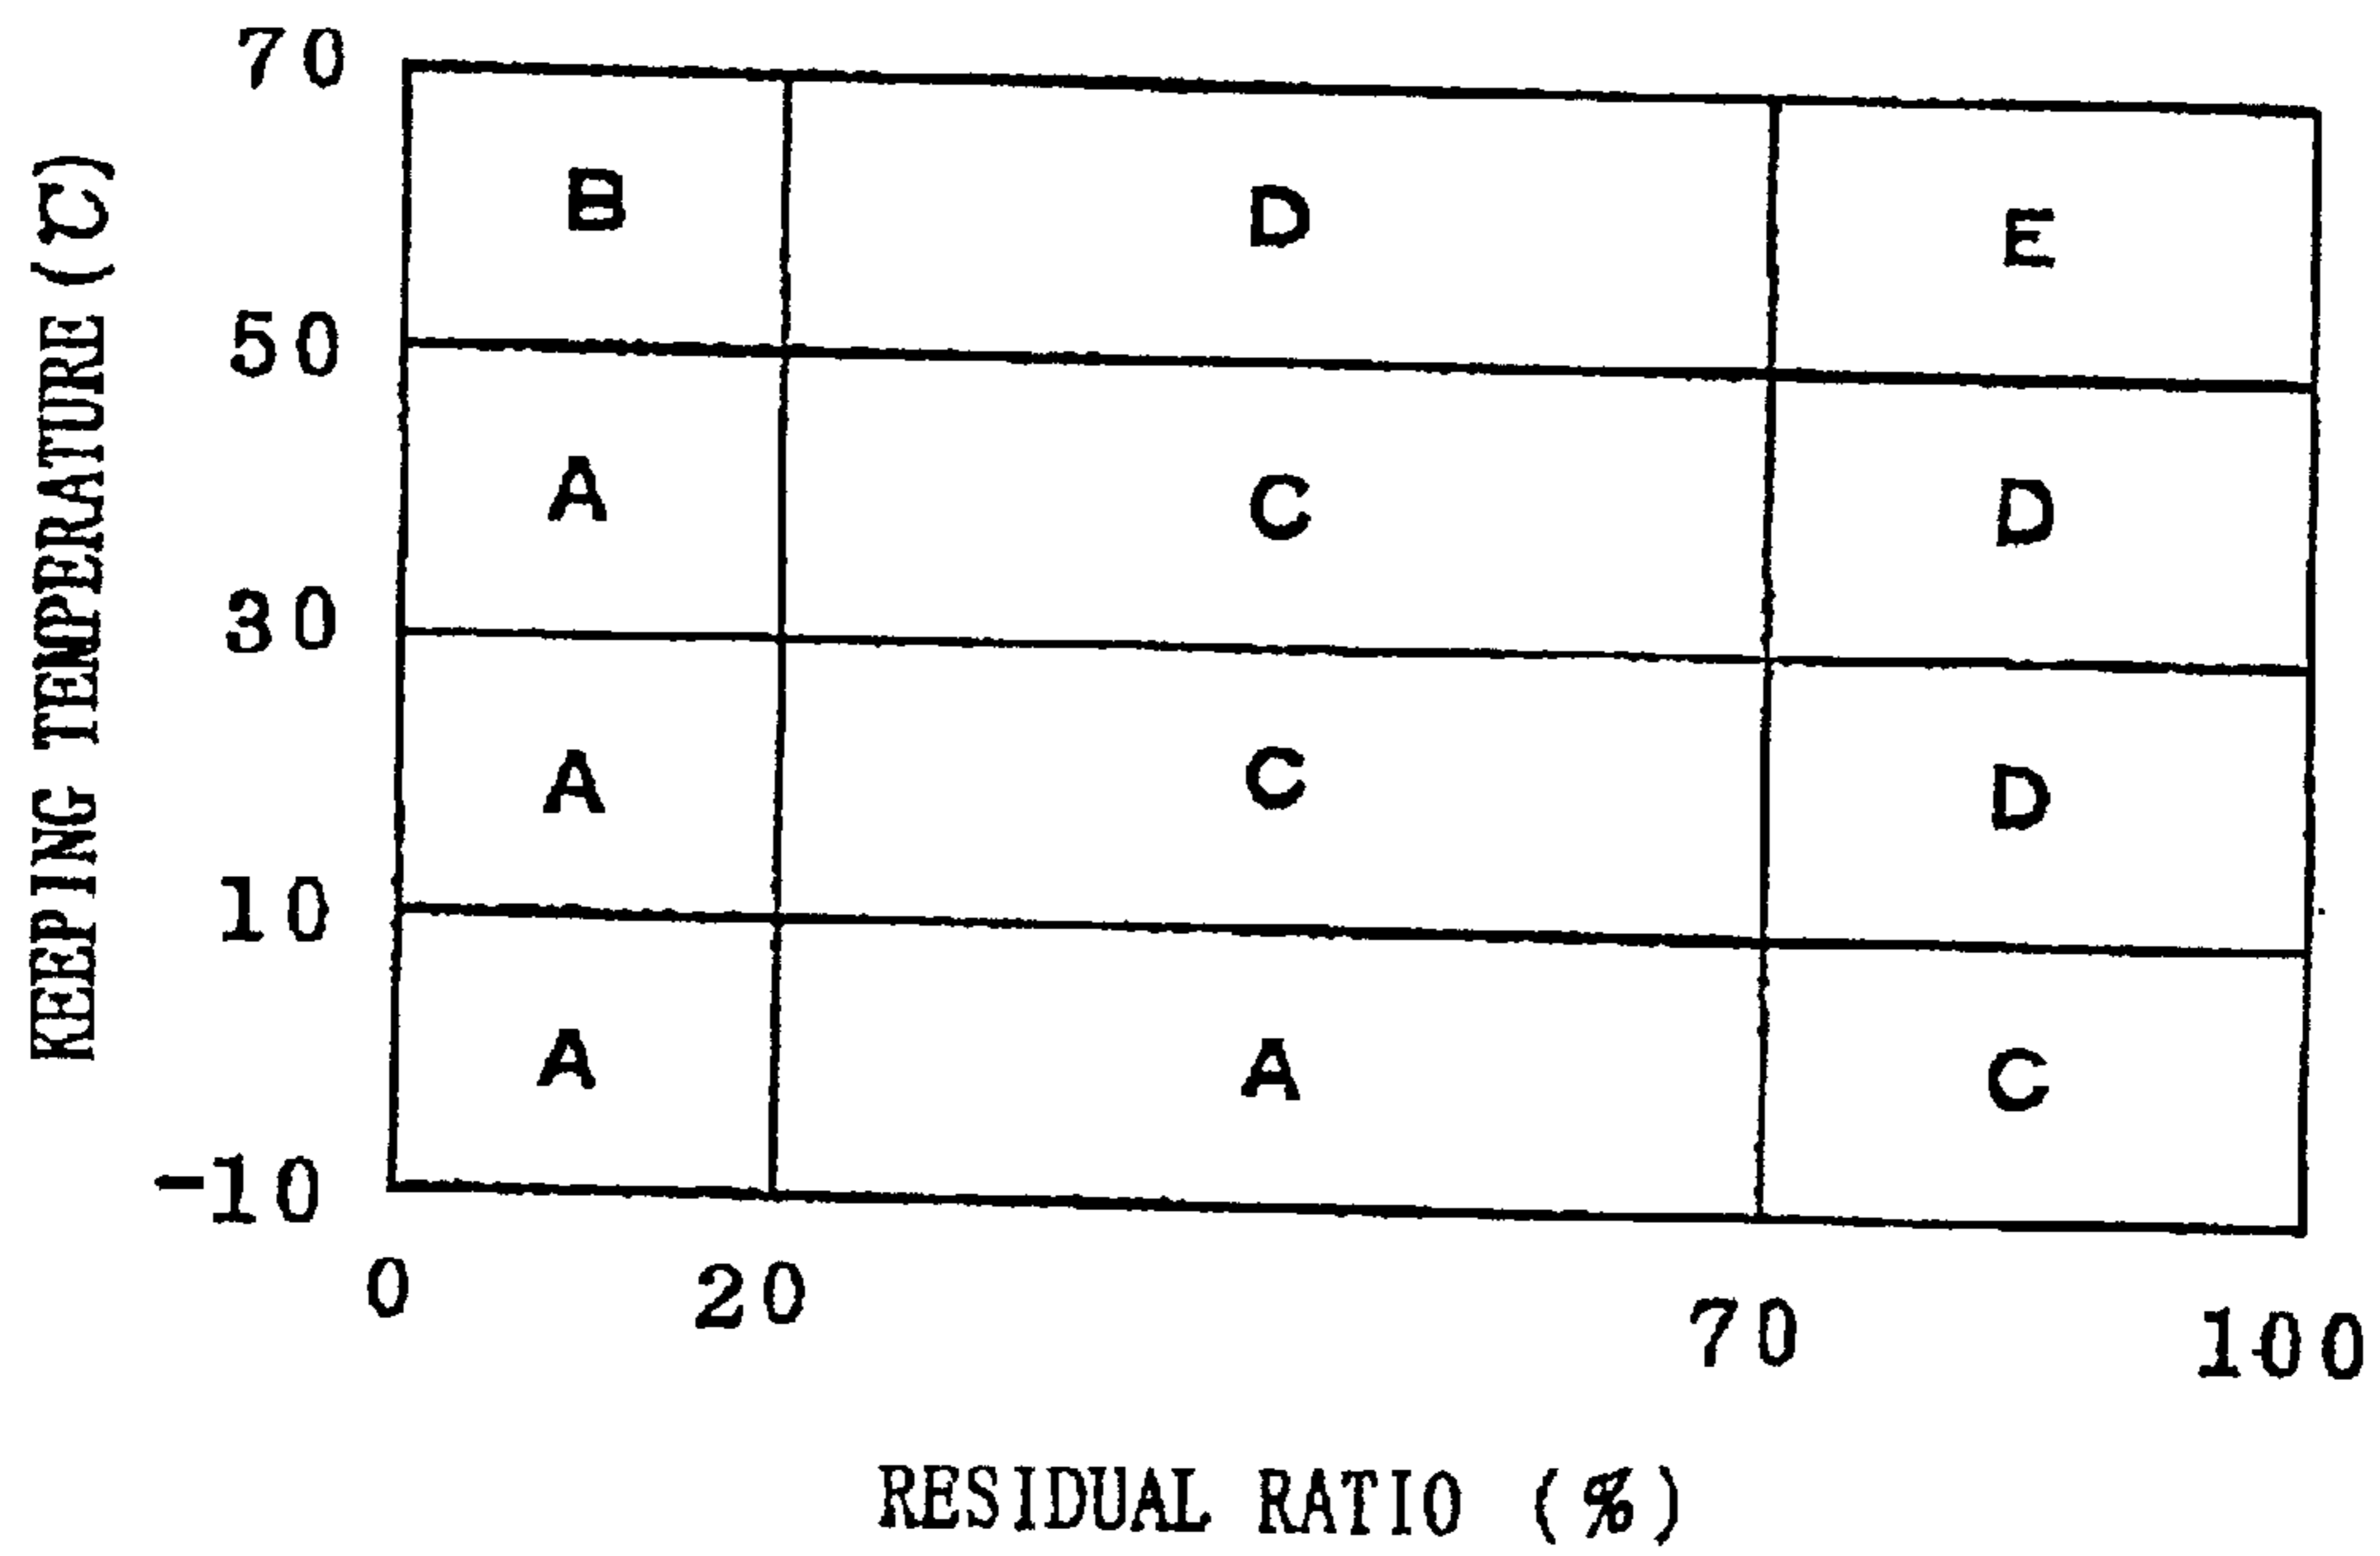 KEEPING TEMPERATURE (℃)
70
B D E
50
A C D
30
A C D
10
A A C
-10
0 20 70 100
RESIDUAL RATIO (%)